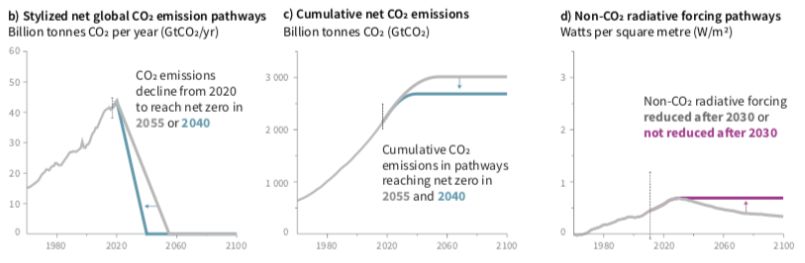 b) Stylized net global CO₂ emission pathways
Billion tonnes CO₂ per year (GtCO₂/yr)
60
50
40
30
20
10
0
1980
2020
2060
2100
CO₂ emissions
decline from 2020
to reach net zero in
2055 or 2040
c) Cumulative net CO₂ emissions
Billion tonnes CO₂ (GtCO₂)
3 000
2 000
1 000
0
1980
2020
2060
2100
Cumulative CO₂
emissions in pathways
reaching net zero in
2055 and 2040
d) Non-CO₂ radiative forcing pathways
Watts per square metre (W/m²)
3
2
1
0
1980
2020
2060
2100
Non-CO₂ radiative forcing
reduced after 2030 or
not reduced after 2030